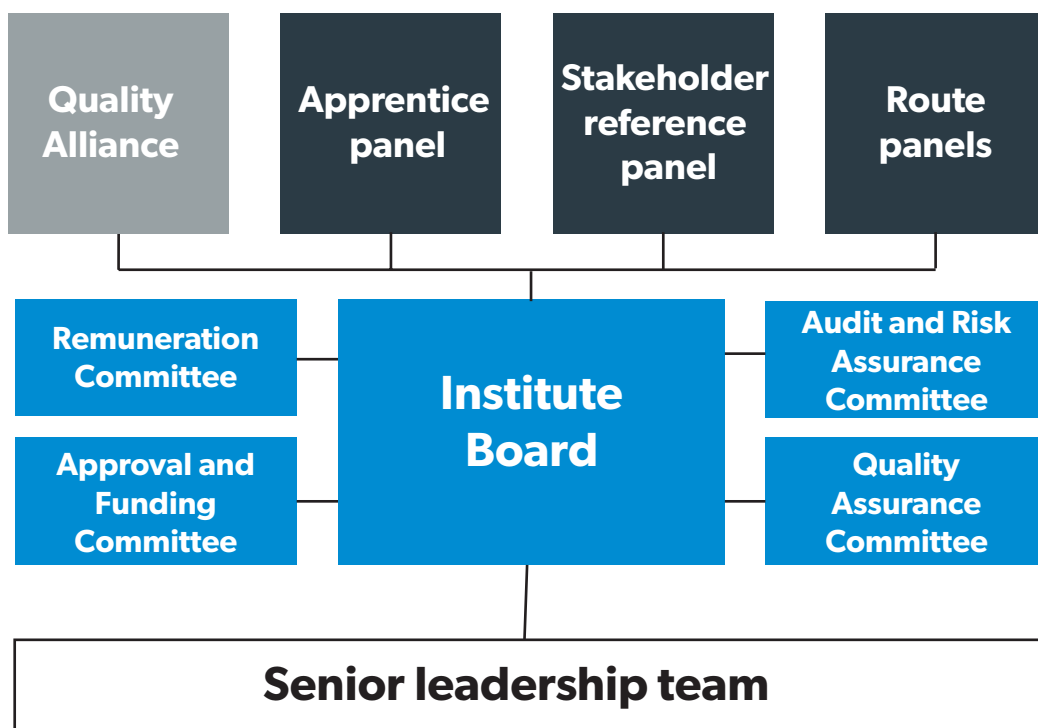 Quality
Alliance
Apprentice
panel
Stakeholder
reference
panel
Route
panels
Remuneration
Committee
Institute
Board
Audit and Risk
Assurance
Committee
Approval and
Funding
Committee
Quality
Assurance
Committee
Senior leadership team